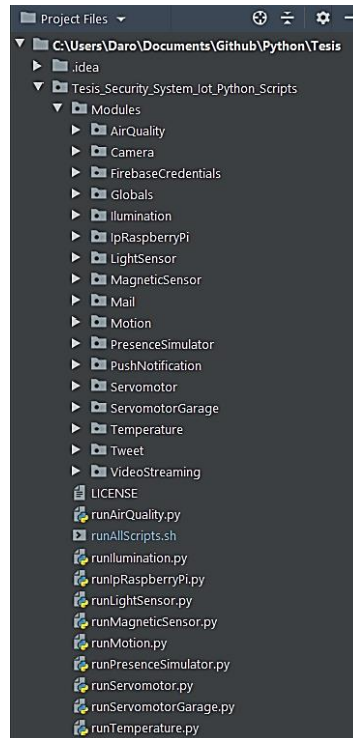 Project Files
C:\Users\Daro\Documents\Github\Python\Tesis
.idea
Tesis_Security_System_Iot_Python_Scripts
Modules
AirQuality
Camera
FirebaseCredentials
Globals
Ilumination
IpRaspberryPi
LightSensor
MagneticSensor
Mail
Motion
PresenceSimulator
PushNotification
Servomotor
ServomotorGarage
Temperature
Tweet
VideoStreaming
LICENSE
runAirQuality.py
runAllScripts.sh
runIlumination.py
runIpRaspberryPi.py
runLightSensor.py
runMagneticSensor.py
runMotion.py
runPresenceSimulator.py
runServomotor.py
runServomotorGarage.py
runTemperature.py